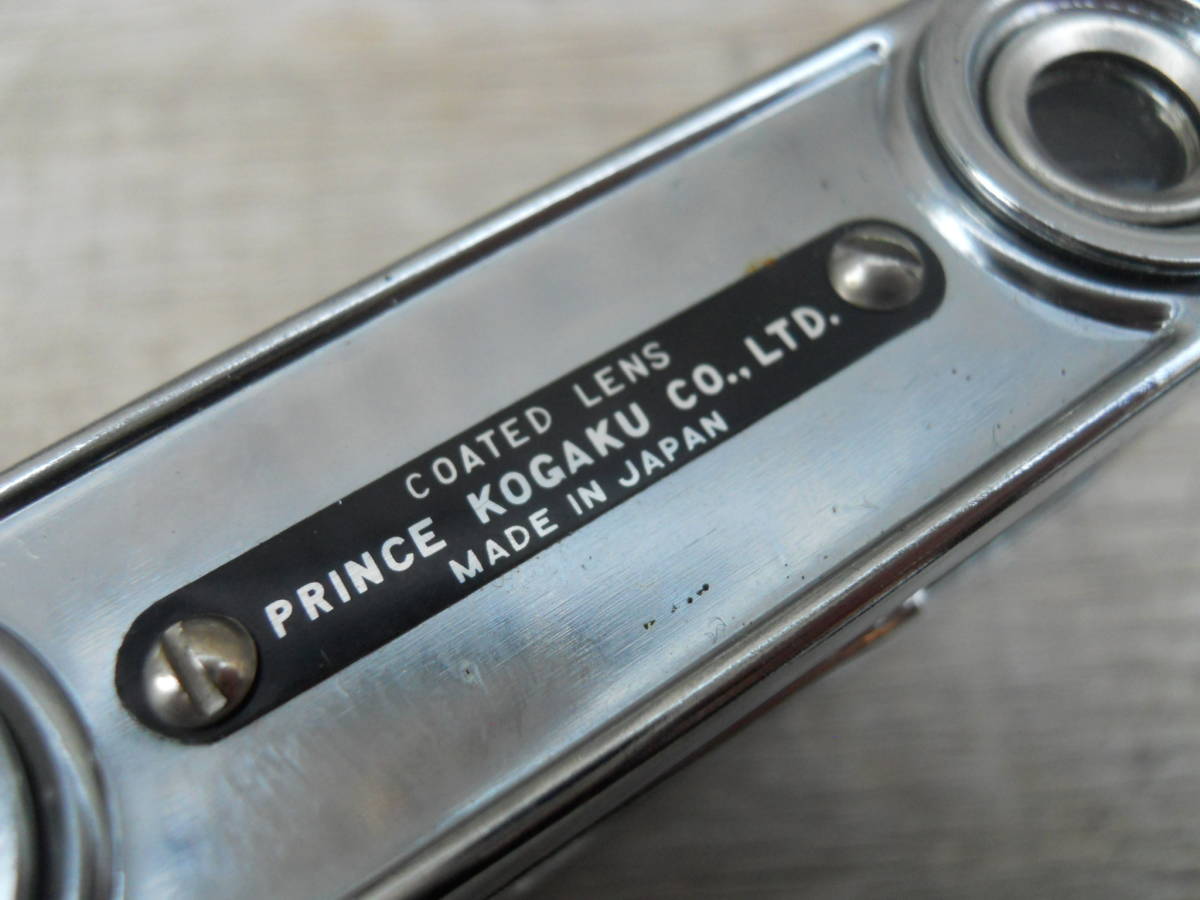 COATED LENS
PRINCE KOGAKU CO., LTD.
MADE IN JAPAN